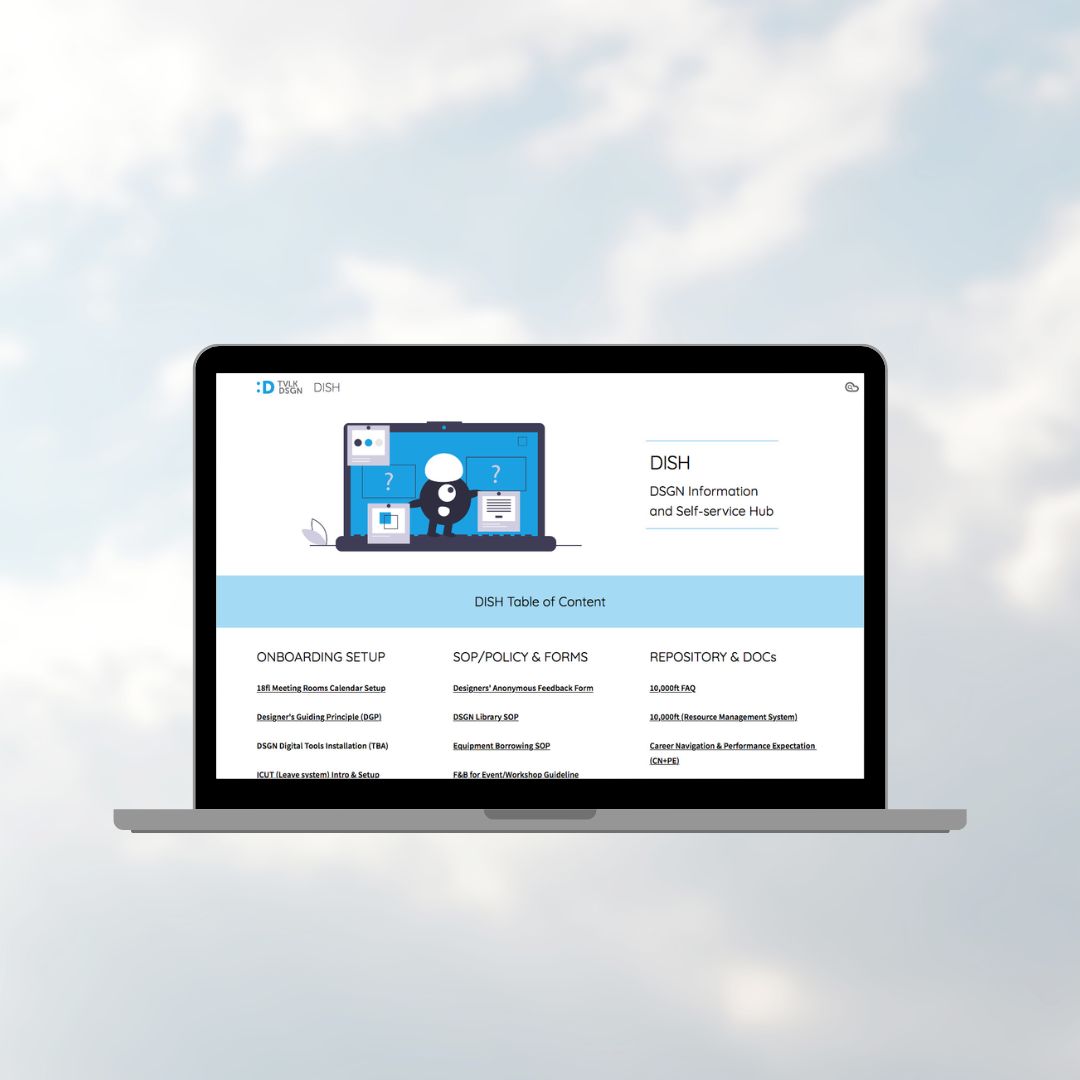 :D TVLK DSGN DISH
? ?
DISH
DSGN Information
and Self-service Hub
DISH Table of Content
ONBOARDING SETUP
18fl Meeting Rooms Calendar Setup
Designer's Guiding Principle (DGP)
DSGN Digital Tools Installation (TBA)
ICUT (Leave system) Intro & Setup
SOP/POLICY & FORMS
Designers' Anonymous Feedback Form
DSGN Library SOP
Equipment Borrowing SOP
F&B for Event/Workshop Guideline
REPOSITORY & DOCs
10,000ft FAQ
10,000ft (Resource Management System)
Career Navigation & Performance Expectation
(CN+PE)